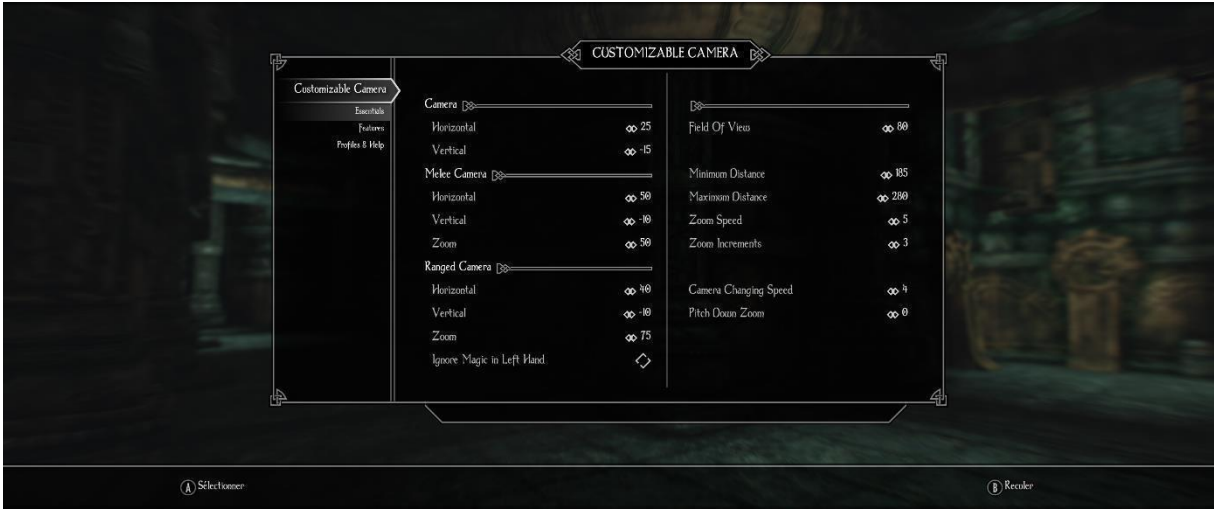 CUSTOMIZABLE CAMERA
Customizable Camera
Essentials
Features
Profiles & Help
Camera
Horizontal 25
Vertical -15
Melee Camera
Horizontal 50
Vertical -10
Zoom 50
Ranged Camera
Horizontal 40
Vertical -10
Zoom 75
Ignore Magic in Left Hand
Field Of View 80
Minimum Distance 185
Maximum Distance 280
Zoom Speed 5
Zoom Increments 3
Camera Changing Speed 4
Pitch Down Zoom 0
A Sélectionner
B Reculer